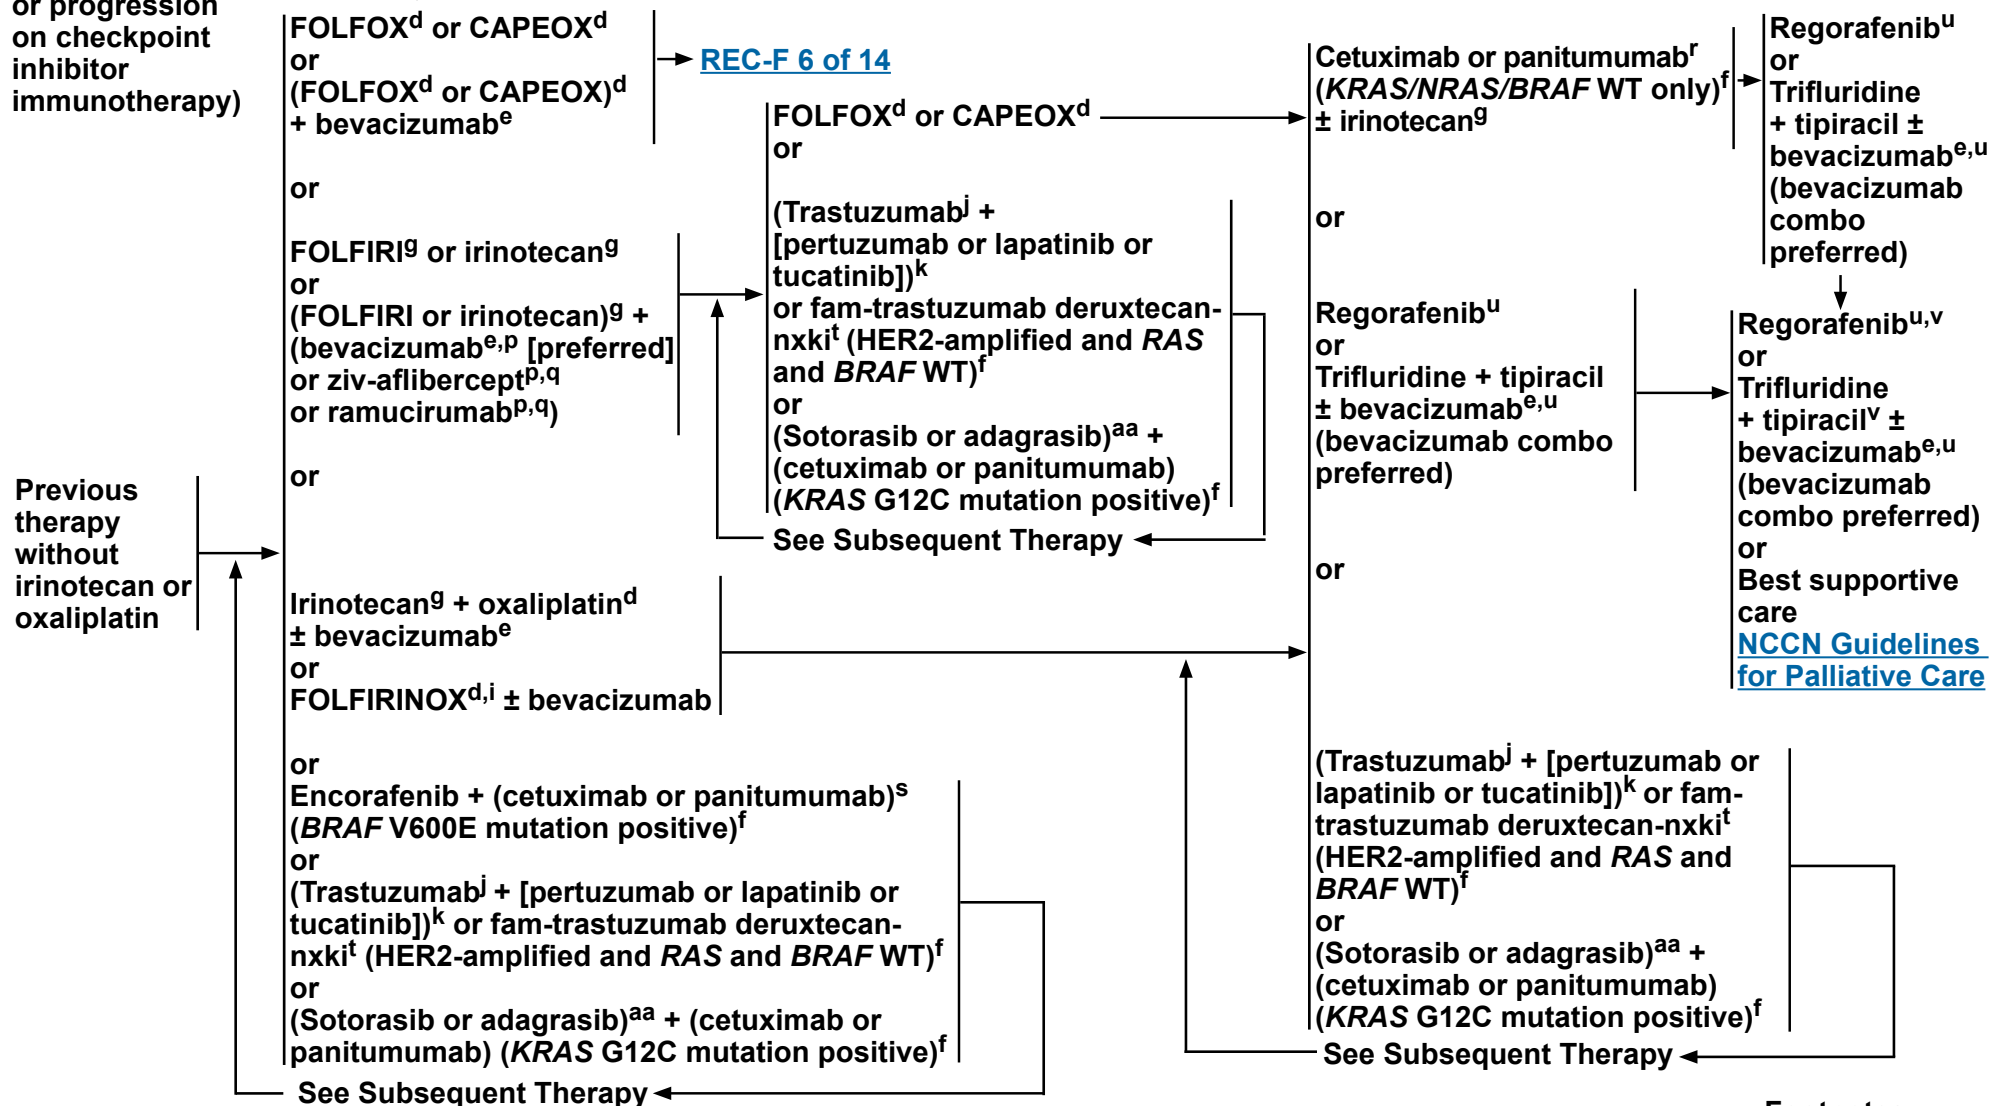 or progression
on checkpoint
inhibitor
immunotherapy)
Previous
therapy
without
irinotecan or
oxaliplatin
FOLFOXd or CAPEOXd
or
(FOLFOXd or CAPEOX)d
+ bevacizumabe
or
FOLFIRIg or irinotecang
or
(FOLFIRI or irinotecan)g +
(bevacizumabe,p [preferred]
or ziv-afliberceptp,q
or ramucirumabp,q)
or
Irinotecang + oxaliplatind
± bevacizumabe
or
FOLFIRINOXd,i ± bevacizumab
or
Encorafenib + (cetuximab or panitumumab)s
(BRAF V600E mutation positive)f
or
(Trastuzumabj + [pertuzumab or lapatinib or
tucatinib])k or fam-trastuzumab deruxtecan-
nxkit (HER2-amplified and RAS and BRAF WT)f
or
(Sotorasib or adagrasib)aa + (cetuximab or
panitumumab) (KRAS G12C mutation positive)f
See Subsequent Therapy
REC-F 6 of 14
FOLFOXd or CAPEOXd
or
(Trastuzumabj +
[pertuzumab or lapatinib or
tucatinib])k
or fam-trastuzumab deruxtecan-
nxkit (HER2-amplified and RAS
and BRAF WT)f
or
(Sotorasib or adagrasib)aa +
(cetuximab or panitumumab)
(KRAS G12C mutation positive)f
See Subsequent Therapy
Cetuximab or panitumumabr
(KRAS/NRAS/BRAF WT only)f
± irinotecang
or
Regorafenibu
or
Trifluridine + tipiracil
± bevacizumabe,u
(bevacizumab combo
preferred)
or
(Trastuzumabj + [pertuzumab or
lapatinib or tucatinib])k or fam-
trastuzumab deruxtecan-nxkit
(HER2-amplified and RAS and
BRAF WT)f
or
(Sotorasib or adagrasib)aa +
(cetuximab or panitumumab)
(KRAS G12C mutation positive)f
See Subsequent Therapy
Regorafenibu
or
Trifluridine
+ tipiracil ±
bevacizumabe,u
(bevacizumab
combo
preferred)
Regorafenibu,v
or
Trifluridine
+ tipiracilv ±
bevacizumabe,u
(bevacizumab
combo preferred)
or
Best supportive
care
NCCN Guidelines
for Palliative Care